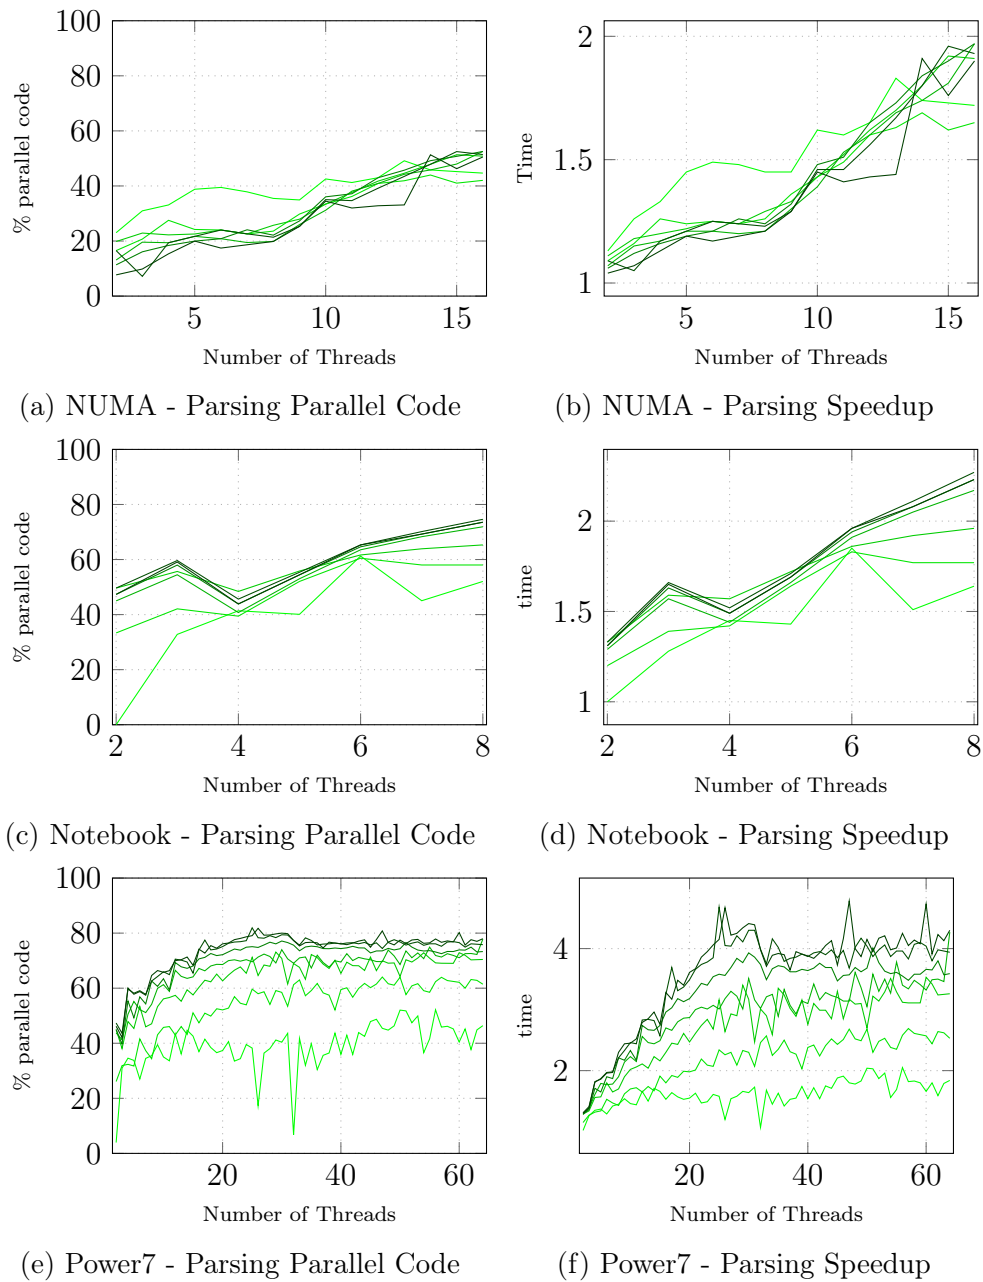 % parallel code
100
80
60
40
20
0
5 10 15
Number of Threads
(a) NUMA - Parsing Parallel Code
Time
2
1.5
1
5 10 15
Number of Threads
(b) NUMA - Parsing Speedup
% parallel code
100
80
60
40
20
0
2 4 6 8
Number of Threads
(c) Notebook - Parsing Parallel Code
time
2
1.5
1
2 4 6 8
Number of Threads
(d) Notebook - Parsing Speedup
% parallel code
100
80
60
40
20
0
20 40 60
Number of Threads
(e) Power7 - Parsing Parallel Code
time
4
2
20 40 60
Number of Threads
(f) Power7 - Parsing Speedup